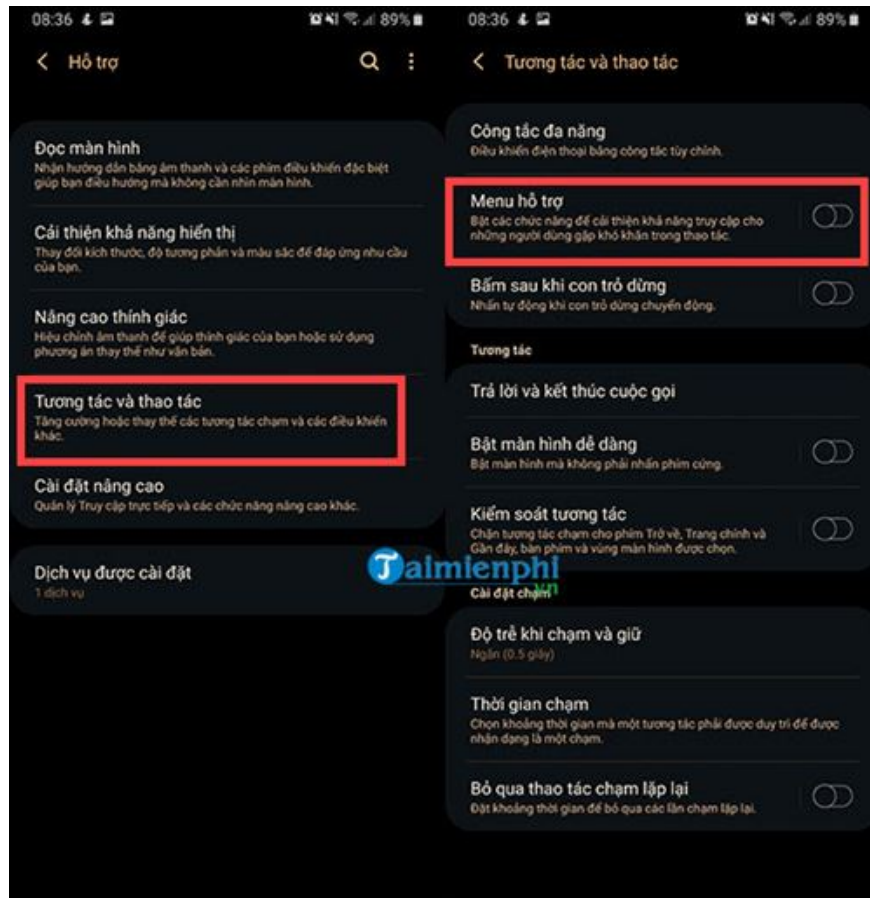 08:36 89%
Hỗ trợ
Đọc màn hình
Nhận hướng dẫn bằng âm thanh và các phím điều khiển đặc biệt
giúp bạn điều hướng mà không cần nhìn màn hình.
Cải thiện khả năng hiển thị
Thay đổi kích thước, độ tương phản và màu sắc để đáp ứng nhu cầu
của bạn.
Nâng cao thính giác
Hiệu chỉnh âm thanh để giúp thính giác của bạn hoặc sử dụng
phương án thay thế như văn bản.
Tương tác và thao tác
Tăng cường hoặc thay thế các tương tác chạm và các điều khiển
khác.
Cài đặt nâng cao
Quản lý Truy cập trực tiếp và các chức năng nâng cao khác.
Dịch vụ được cài đặt
1 dịch vụ
08:36 89%
Tương tác và thao tác
Công tắc đa năng
Điều khiển điện thoại bằng công tắc tùy chỉnh.
Menu hỗ trợ
Bật các chức năng để cải thiện khả năng truy cập cho
những người dùng gặp khó khăn trong thao tác.
Bấm sau khi con trỏ dừng
Nhấn tự động khi con trỏ dừng chuyển động.
Tương tác
Trả lời và kết thúc cuộc gọi
Bật màn hình dễ dàng
Bật màn hình mà không phải nhấn phím cứng.
Kiểm soát tương tác
Chặn tương tác chạm cho phím Trở về, Trang chính và
Gần đây, bàn phím và vùng màn hình được chọn.
Cài đặt chạm
Độ trễ khi chạm và giữ
Ngắn (0.5 giây)
Thời gian chạm
Chọn khoảng thời gian mà một tương tác phải được duy trì để được
nhận dạng là một chạm.
Bỏ qua thao tác chạm lặp lại
Đặt khoảng thời gian để bỏ qua các lần chạm lặp lại.
Taimienphi
.vn